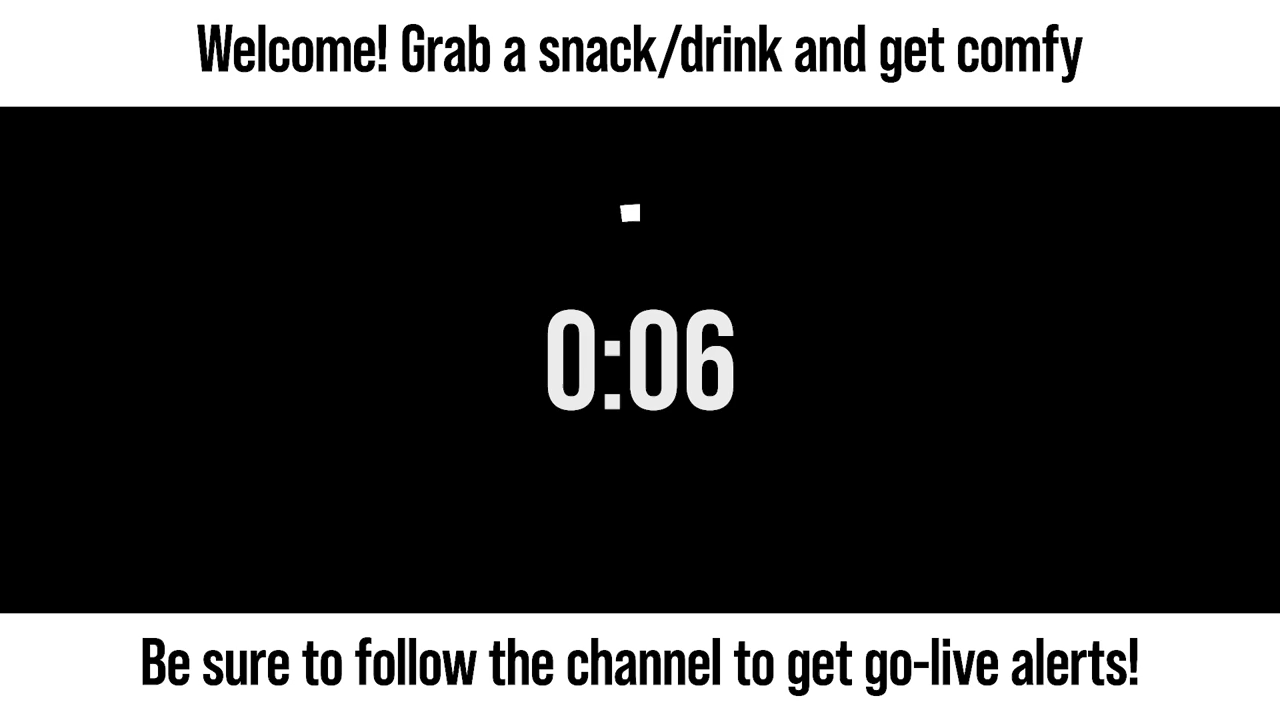 Welcome! Grab a snack/drink and get comfy
0:06
Be sure to follow the channel to get go-live alerts!